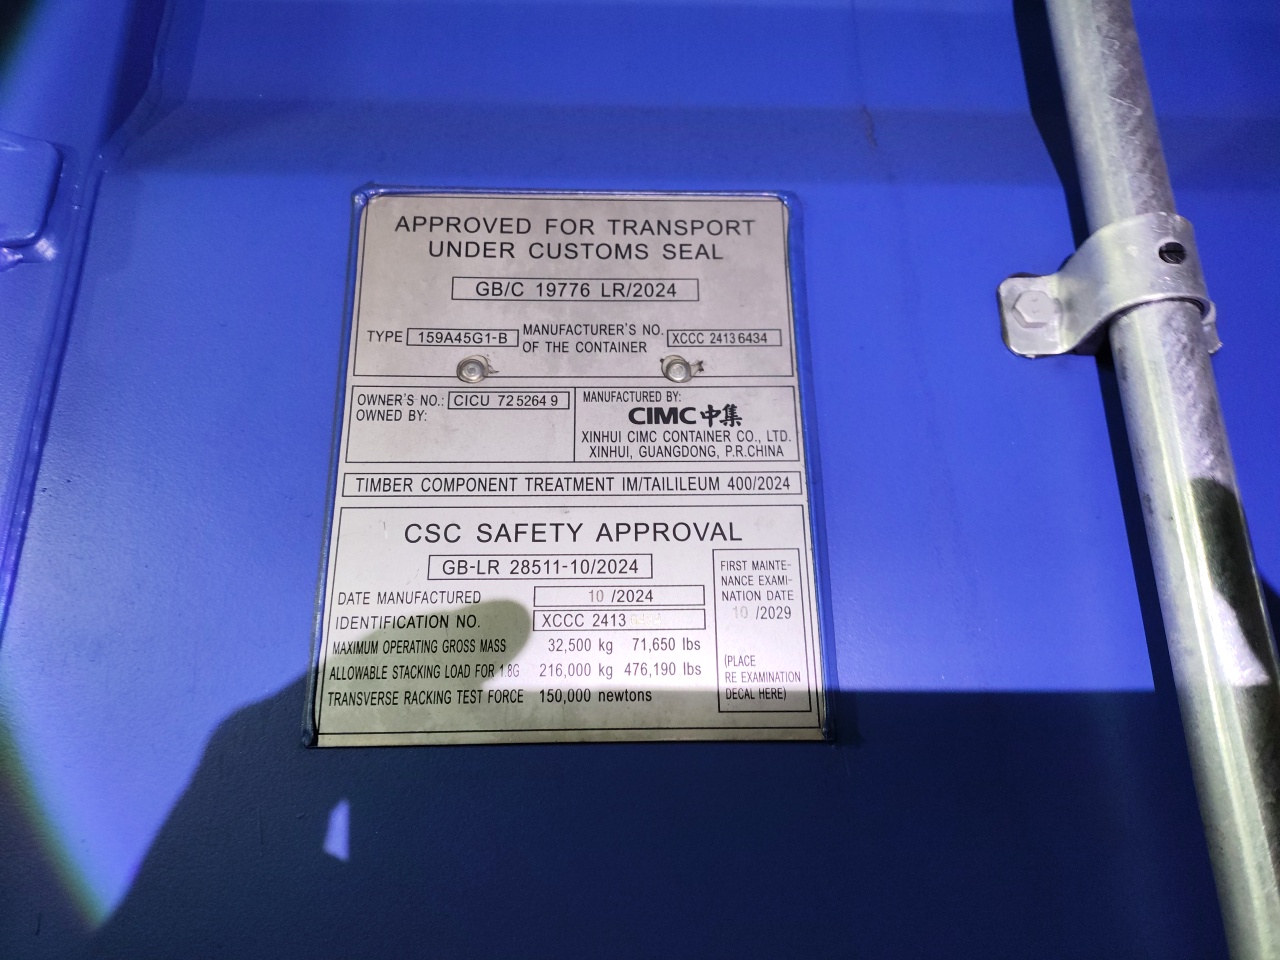 APPROVED FOR TRANSPORT
UNDER CUSTOMS SEAL
GB/C 19776 LR/2024
TYPE 159A45G1-B MANUFACTURER'S NO. OF THE CONTAINER XCCC 24136434
OWNER'S NO.: CICU 725264 9
OWNED BY:
MANUFACTURED BY:
CIMC中集
XINHUI CIMC CONTAINER CO., LTD.
XINHUI, GUANGDONG, P.R.CHINA
TIMBER COMPONENT TREATMENT IM/TAILILEUM 400/2024
CSC SAFETY APPROVAL
GB-LR 28511-10/2024
DATE MANUFACTURED 10 /2024
IDENTIFICATION NO. XCCC 2413
MAXIMUM OPERATING GROSS MASS 32,500 kg 71,650 lbs
ALLOWABLE STACKING LOAD FOR 1.8G 216,000 kg 476,190 lbs
TRANSVERSE RACKING TEST FORCE 150,000 newtons
FIRST MAINTE-
NANCE EXAMI-
NATION DATE
10 /2029
(PLACE
RE EXAMINATION
DECAL HERE)